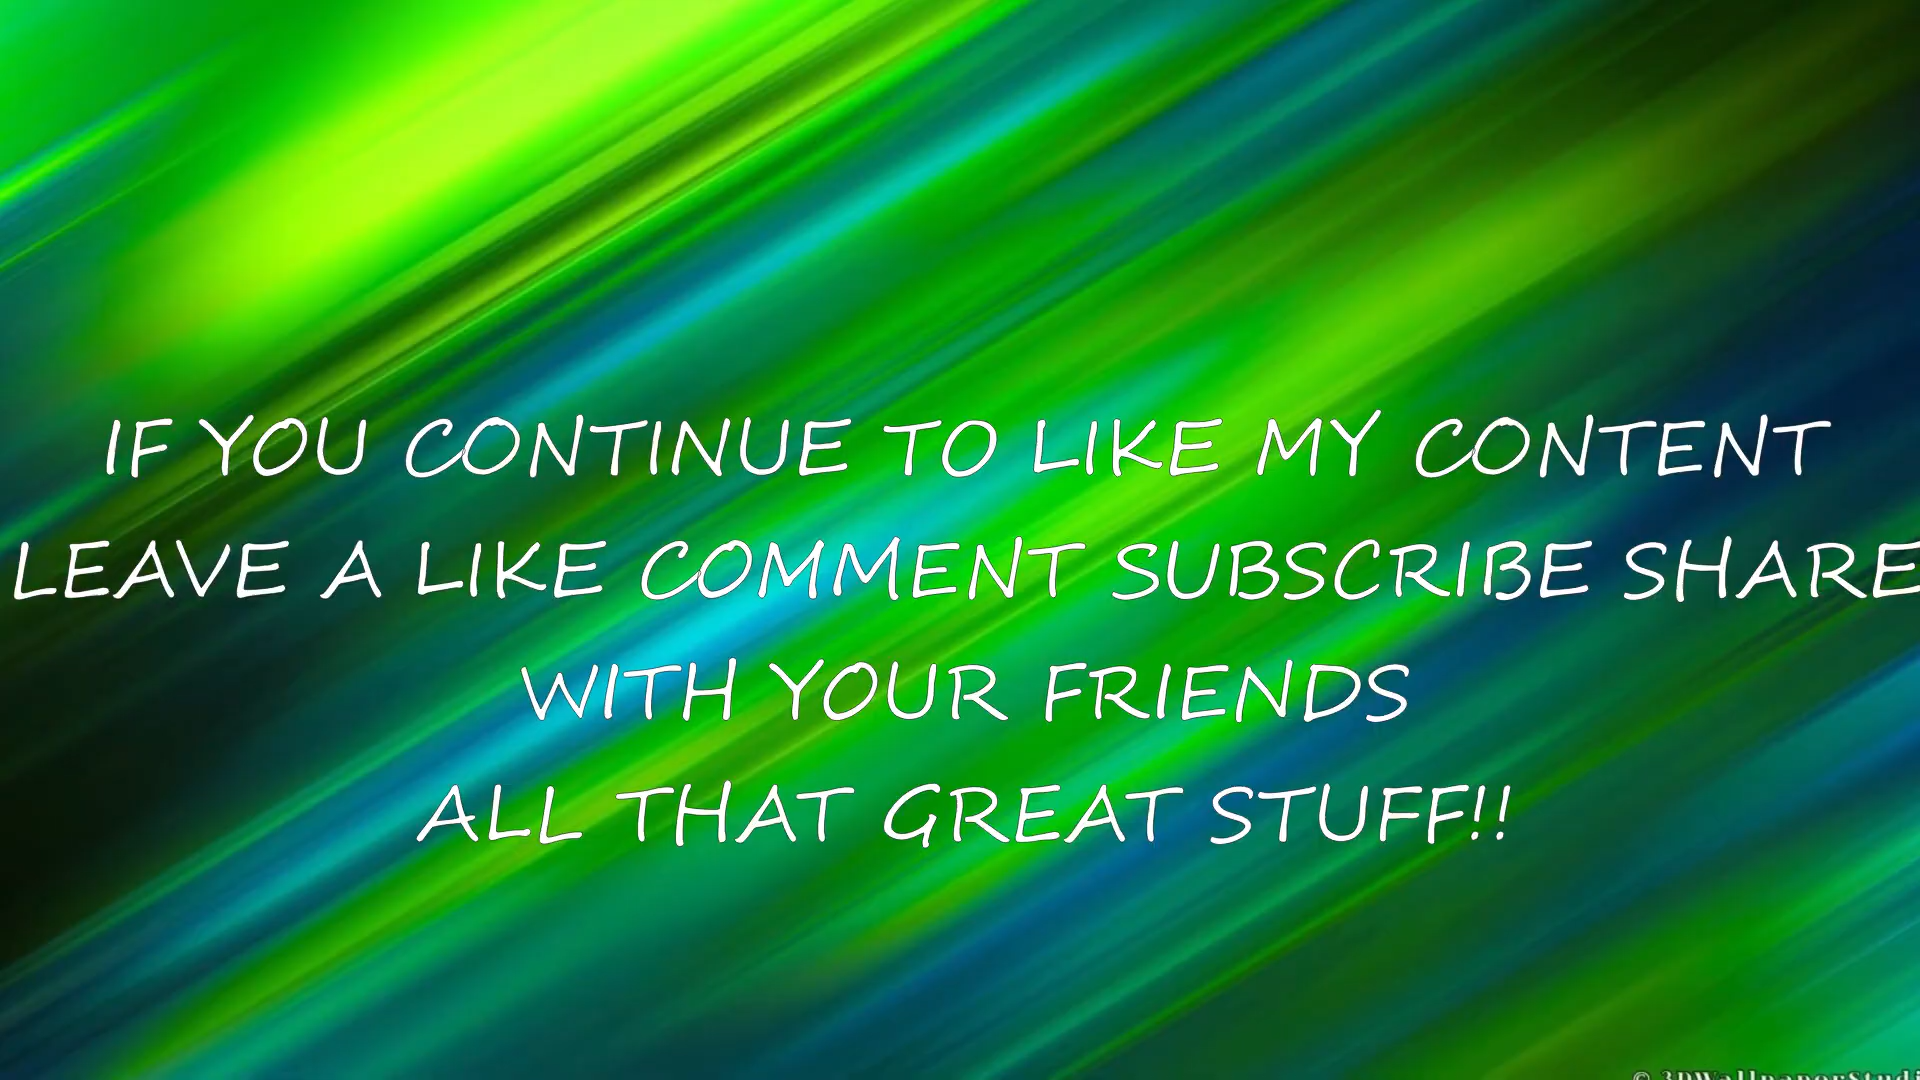 IF YOU CONTINUE TO LIKE MY CONTENT
LEAVE A LIKE COMMENT SUBSCRIBE SHARE
WITH YOUR FRIENDS
ALL THAT GREAT STUFF!!